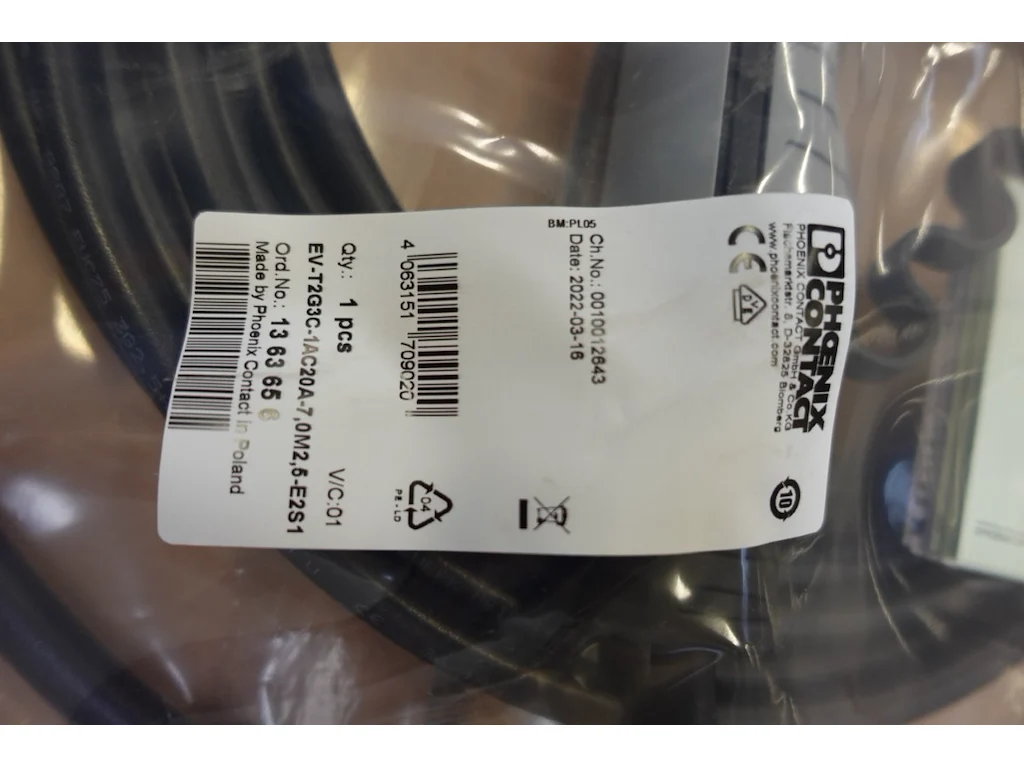 PHOENIX
CONTACT
PHOENIX CONTACT GmbH & Co.KG
Flachsmarktstr. 8, D-32825 Blomberg
www.phoenixcontact.com
CE
VDE
10
BM:PL05
Ch.No.: 0010012643
Date: 2022-03-16
4 063151 709020
04
PE-LD
Qty.: 1 pcs
V/C:01
EV-T2G3C-1AC20A-7,0M2,5-E2S1
Ord.No.: 13 63 65
Made by Phoenix Contact in Poland